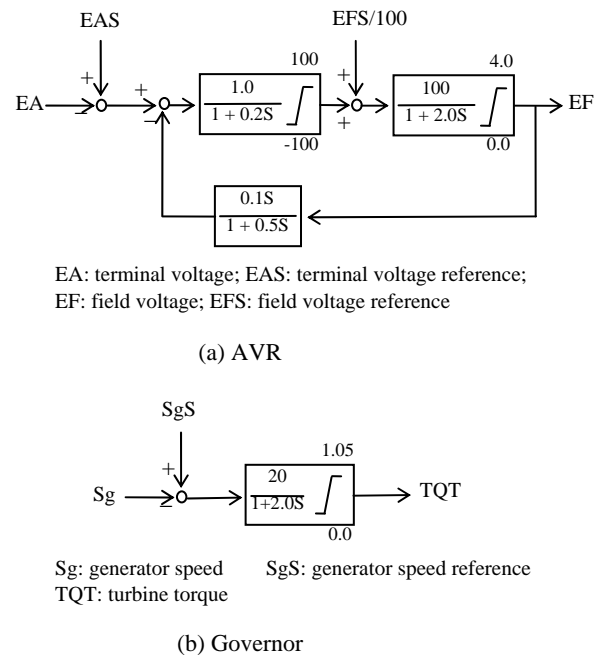 EAS
EFS/100
100
4.0
+
+
+
EA
−
−
1.0
1 + 0.2S
+
100
1 + 2.0S
EF
-100
0.0
0.1S
1 + 0.5S
EA: terminal voltage; EAS: terminal voltage reference;
EF: field voltage; EFS: field voltage reference
(a) AVR
SgS
1.05
+
Sg
−
20
1+2.0S
TQT
0.0
Sg: generator speed SgS: generator speed reference
TQT: turbine torque
(b) Governor